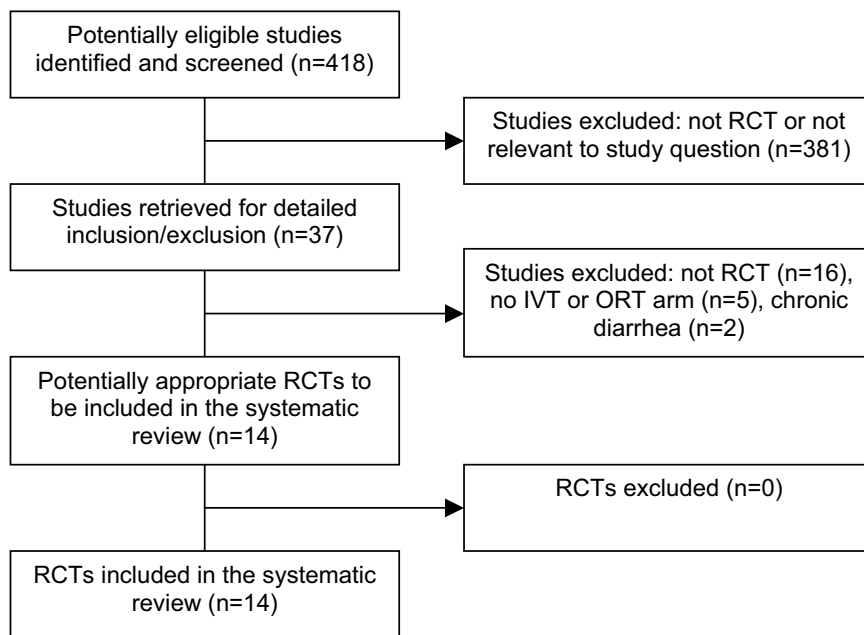 Potentially eligible studies
identified and screened (n=418)
Studies excluded: not RCT or not
relevant to study question (n=381)
Studies retrieved for detailed
inclusion/exclusion (n=37)
Studies excluded: not RCT (n=16),
no IVT or ORT arm (n=5), chronic
diarrhea (n=2)
Potentially appropriate RCTs to
be included in the systematic
review (n=14)
RCTs excluded (n=0)
RCTs included in the systematic
review (n=14)